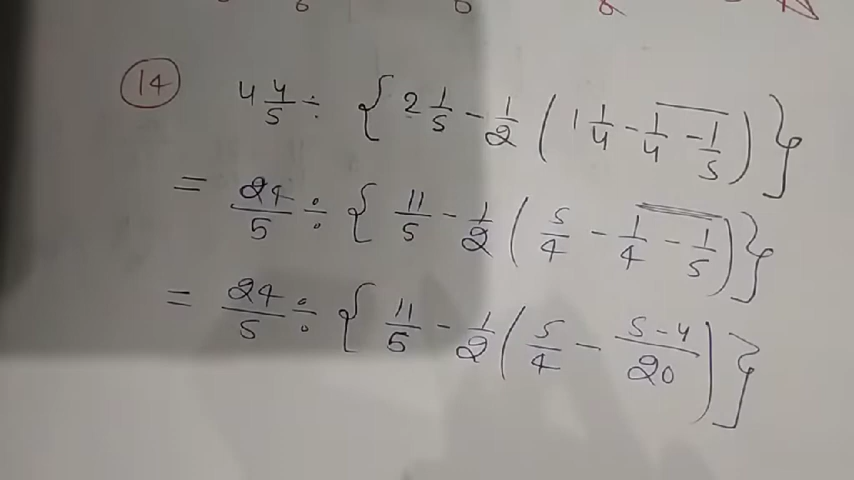 14 4 4/5 ÷ { 2 1/5 - 1/2 ( 1 1/4 - \overline{1/4 - 1/5} ) }
= 24/5 ÷ { 11/5 - 1/2 ( 5/4 - \overline{1/4 - 1/5} ) }
= 24/5 ÷ { 11/5 - 1/2 ( 5/4 - (5-4)/20 ) }